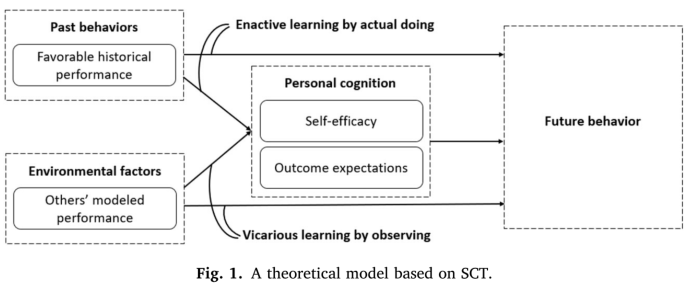 Past behaviors
Favorable historical
performance
Enactive learning by actual doing
Personal cognition
Self-efficacy
Outcome expectations
Future behavior
Environmental factors
Others’ modeled
performance
Vicarious learning by observing
Fig. 1. A theoretical model based on SCT.